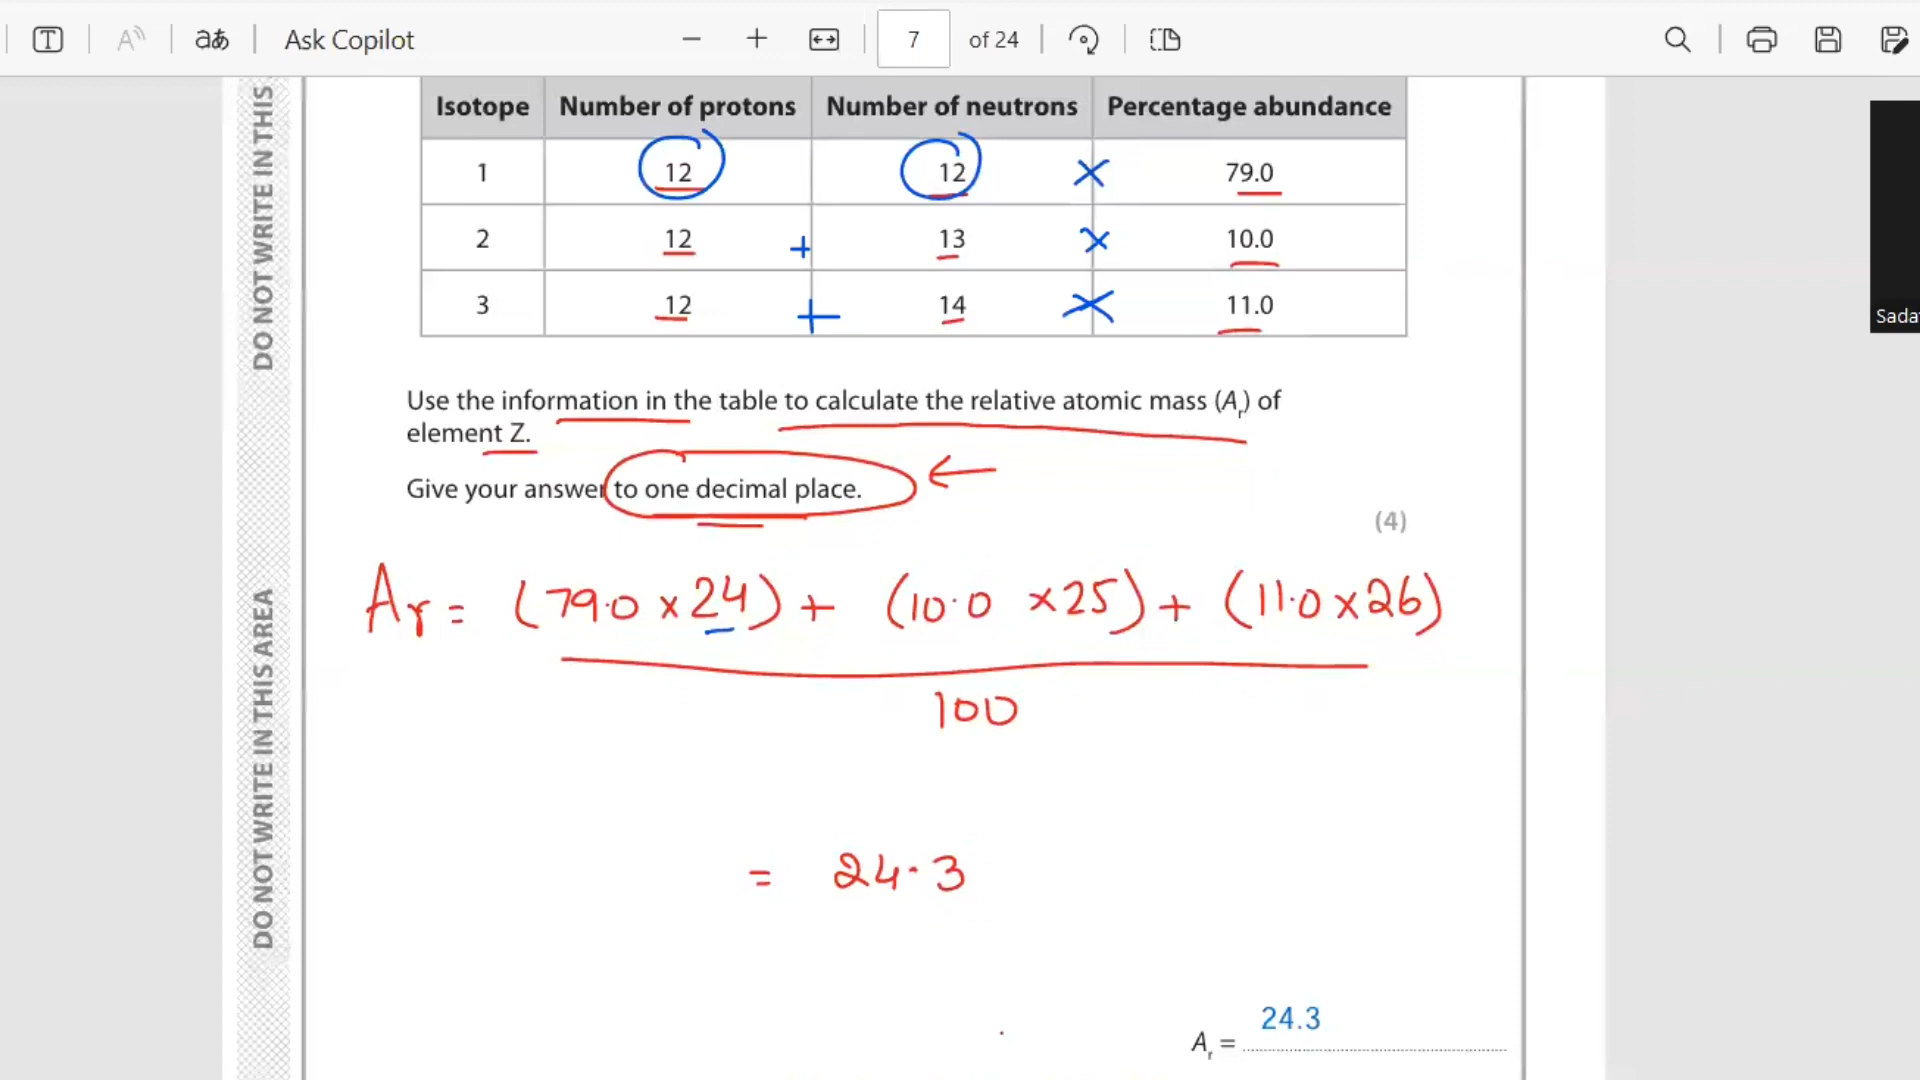 Ask Copilot 7 of 24
DO NOT WRITE IN THIS
Isotope Number of protons Number of neutrons Percentage abundance
1 12 12 × 79.0
2 12 + 13 × 10.0
3 12 + 14 × 11.0
Sada
Use the information in the table to calculate the relative atomic mass (Ar) of
element Z.
Give your answer to one decimal place.
(4)
DO NOT WRITE IN THIS AREA
Ar = (79.0 × 24) + (10.0 × 25) + (11.0 × 26)
100
= 24.3
24.3
Ar =